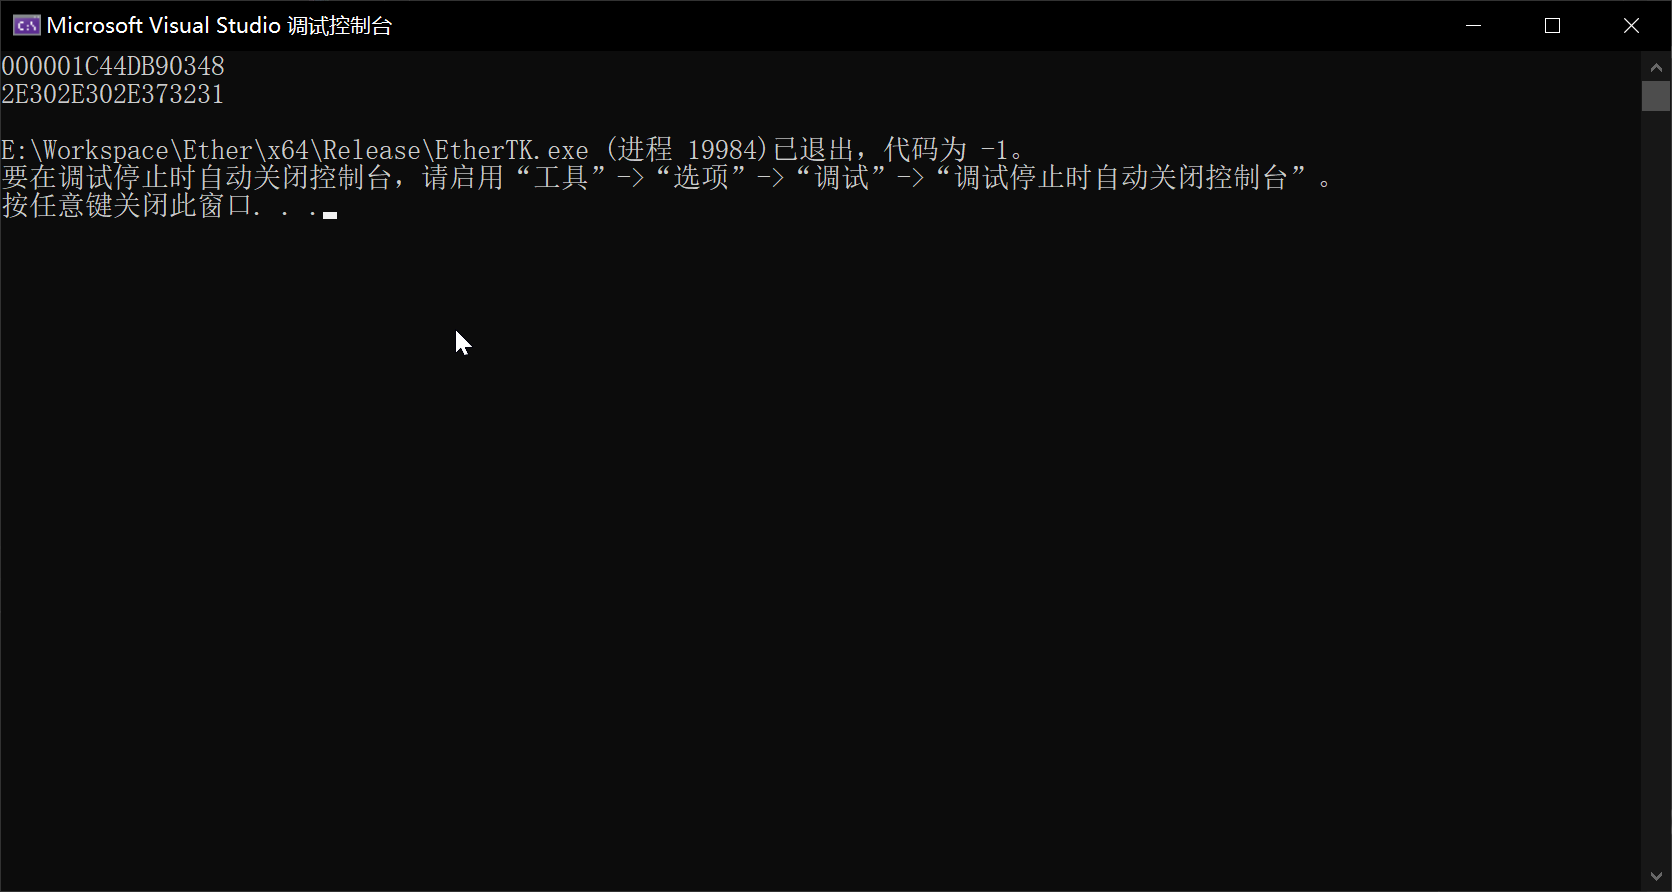 Microsoft Visual Studio 调试控制台
000001C44DB90348
2E302E302E373231
E:\Workspace\Ether\x64\Release\EtherTK.exe (进程 19984)已退出，代码为 -1。
要在调试停止时自动关闭控制台，请启用“工具”->“选项”->“调试”->“调试停止时自动关闭控制台”。
按任意键关闭此窗口. . .